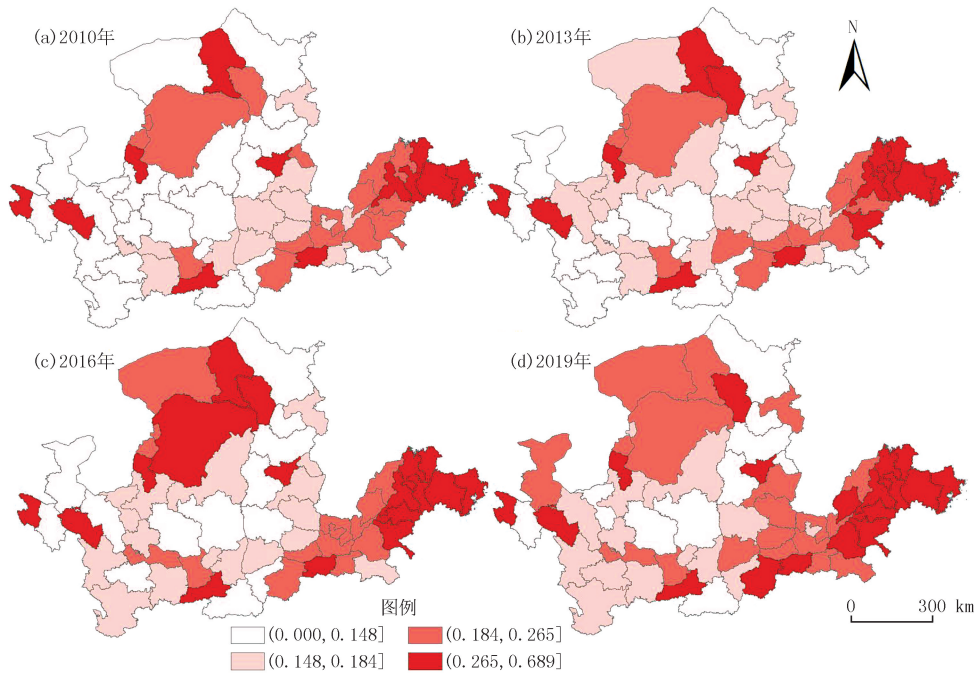 (a)2010年
(b)2013年
N
(c)2016年
(d)2019年
图例
(0.000,0.148]
(0.184,0.265]
(0.148,0.184]
(0.265,0.689]
0 300 km